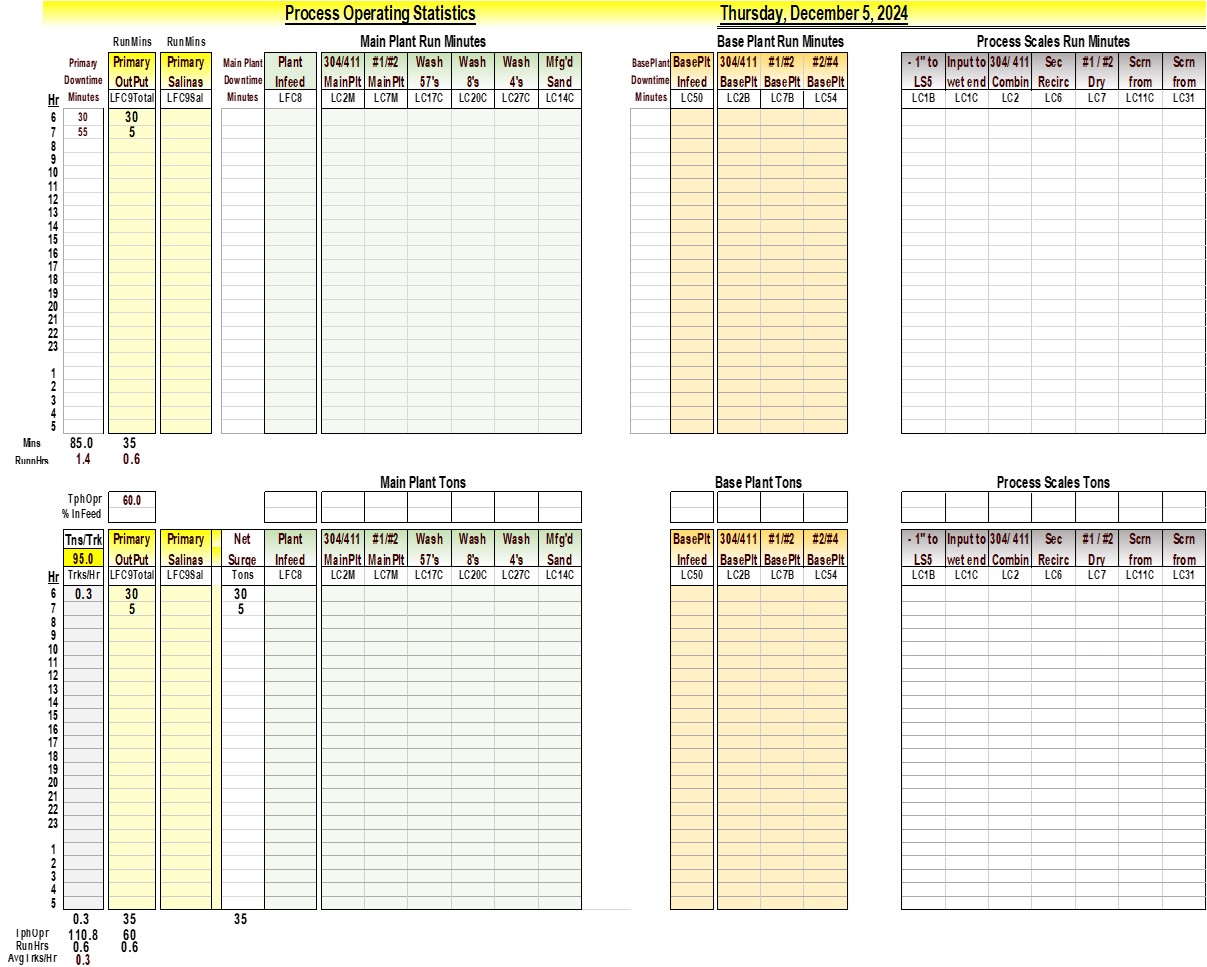 Process Operating Statistics Thursday, December 5, 2024
RunMins RunMins Main Plant Run Minutes Base Plant Run Minutes Process Scales Run Minutes
Primary Primary Primary Main Plant Plant 304/411 #1/#2 Wash Wash Wash Mfg'd BasePlant BasePlt 304/411 #1/#2 #2/#4 - 1" to Input to 304/ 411 Sec #1 / #2 Scrn Scrn
Downtime OutPut Salinas Downtime Infeed MainPlt MainPlt 57's 8's 4's Sand Downtime Infeed BasePlt BasePlt BasePlt LS5 wet end Combin Recirc Dry from from
Hr Minutes LFC9Total LFC9Sal Minutes LFC8 LC2M LC7M LC17C LC20C LC27C LC14C Minutes LC50 LC2B LC7B LC54 LC1B LC1C LC2 LC6 LC7 LC11C LC31
6 30 30
7 55 5
8
9
10
11
12
13
14
15
16
17
18
19
20
21
22
23
1
2
3
4
5
Mins 85.0 35
RunnHrs 1.4 0.6
Main Plant Tons Base Plant Tons Process Scales Tons
TphOpr 60.0
% InFeed
Tns/Trk Primary Primary Net Plant 304/411 #1/#2 Wash Wash Wash Mfg'd BasePlt 304/411 #1/#2 #2/#4 - 1" to Input to 304/ 411 Sec #1 / #2 Scrn Scrn
95.0 OutPut Salinas Surge Infeed MainPlt MainPlt 57's 8's 4's Sand Infeed BasePlt BasePlt BasePlt LS5 wet end Combin Recirc Dry from from
Hr Trks/Hr LFC9Total LFC9Sal Tons LFC8 LC2M LC7M LC17C LC20C LC27C LC14C LC50 LC2B LC7B LC54 LC1B LC1C LC2 LC6 LC7 LC11C LC31
6 0.3 30 30
7 5 5
8
9
10
11
12
13
14
15
16
17
18
19
20
21
22
23
1
2
3
4
5
0.3 35 35
TphOpr 110.8 60
RunHrs 0.6 0.6
AvgTrks/Hr 0.3